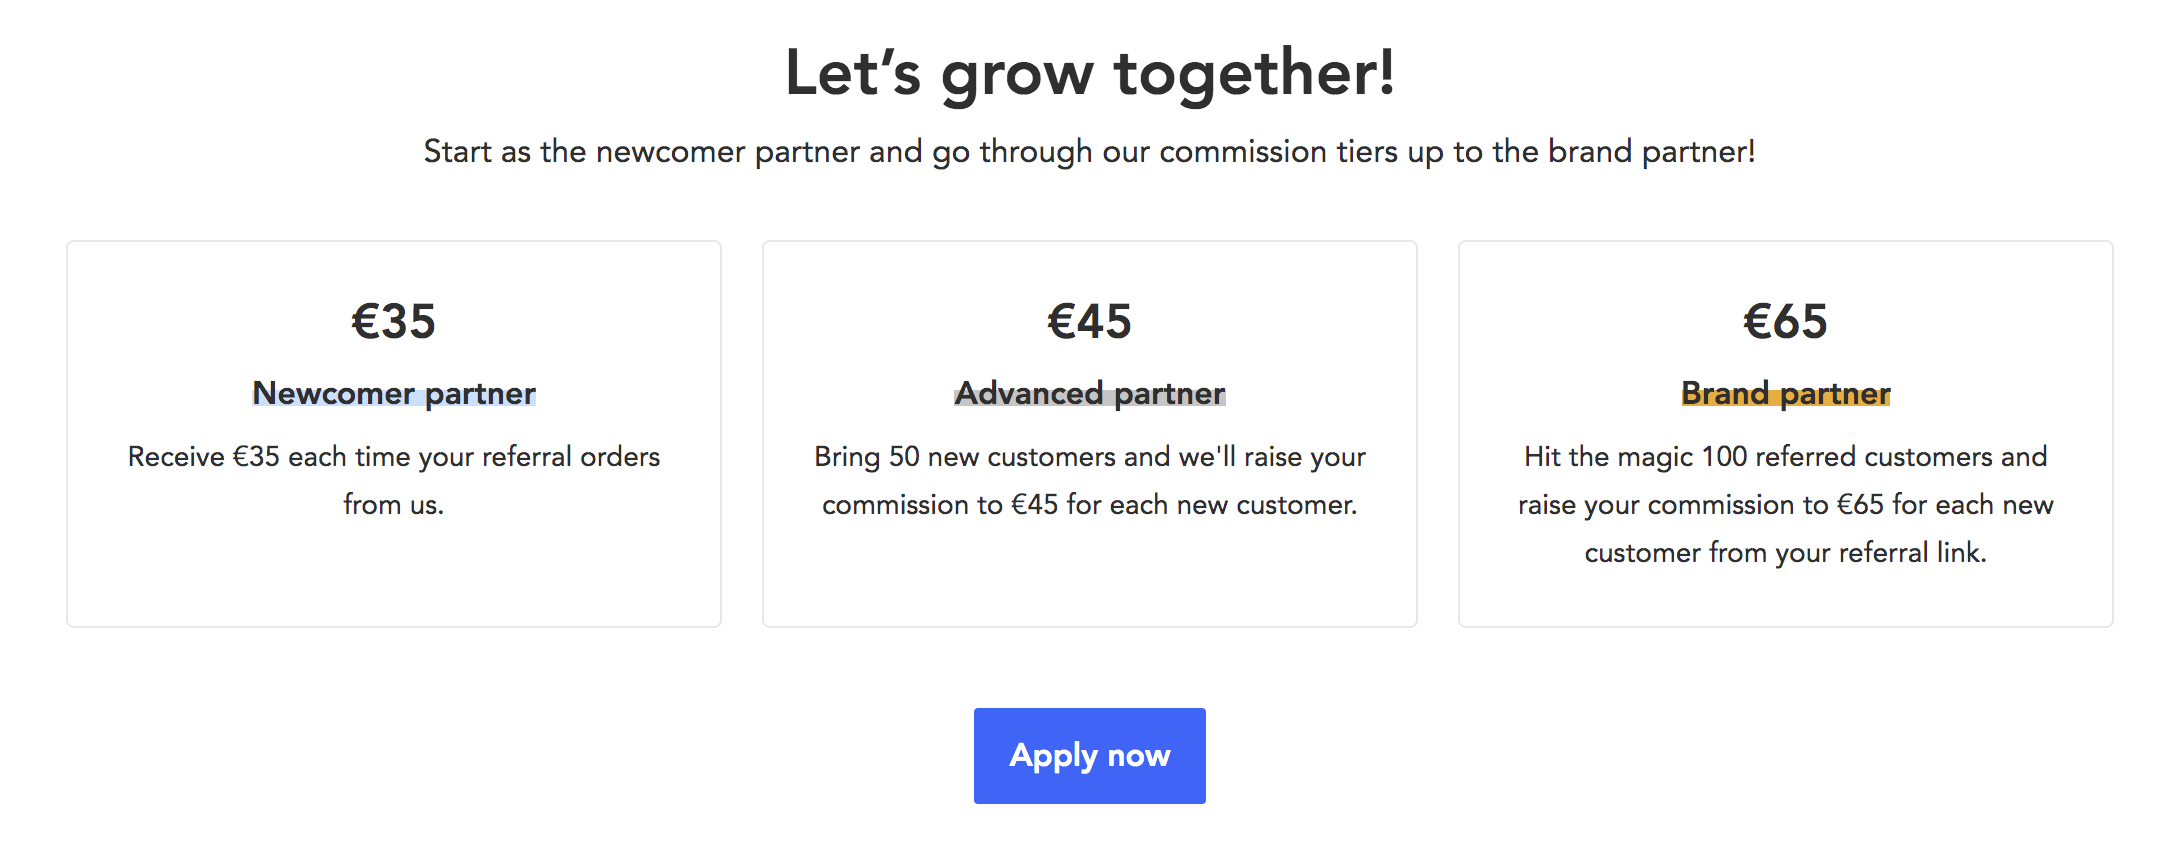 Let’s grow together!
Start as the newcomer partner and go through our commission tiers up to the brand partner!
€35
Newcomer partner
Receive €35 each time your referral orders
from us.
€45
Advanced partner
Bring 50 new customers and we'll raise your
commission to €45 for each new customer.
€65
Brand partner
Hit the magic 100 referred customers and
raise your commission to €65 for each new
customer from your referral link.
Apply now